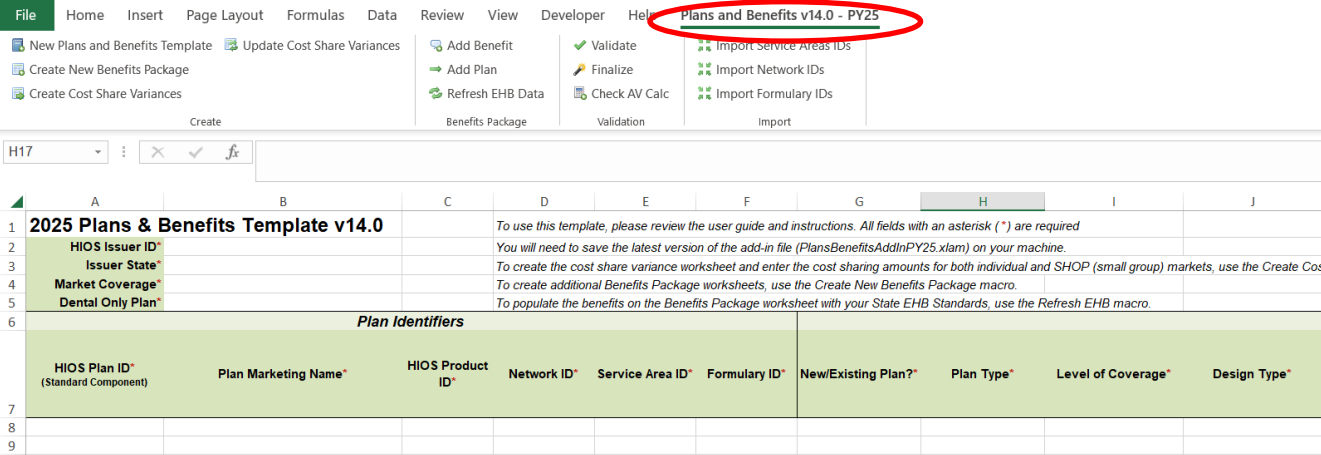 File Home Insert Page Layout Formulas Data Review View Developer Help Plans and Benefits v14.0 - PY25
New Plans and Benefits Template Update Cost Share Variances Add Benefit Validate Import Service Areas IDs
Create New Benefits Package Add Plan Finalize Import Network IDs
Create Cost Share Variances Refresh EHB Data Check AV Calc Import Formulary IDs
Create Benefits Package Validation Import
H17 fx
A B C D E F G H I J
1 2025 Plans & Benefits Template v14.0 To use this template, please review the user guide and instructions. All fields with an asterisk ( * ) are required
2 HIOS Issuer ID* You will need to save the latest version of the add-in file (PlansBenefitsAddInPY25.xlam) on your machine.
3 Issuer State* To create the cost share variance worksheet and enter the cost sharing amounts for both individual and SHOP (small group) markets, use the Create Cos
4 Market Coverage* To create additional Benefits Package worksheets, use the Create New Benefits Package macro.
5 Dental Only Plan* To populate the benefits on the Benefits Package worksheet with your State EHB Standards, use the Refresh EHB macro.
6 Plan Identifiers
7 HIOS Plan ID*
(Standard Component)
Plan Marketing Name*
HIOS Product
ID*
Network ID* Service Area ID* Formulary ID* New/Existing Plan?* Plan Type* Level of Coverage* Design Type*
8
9